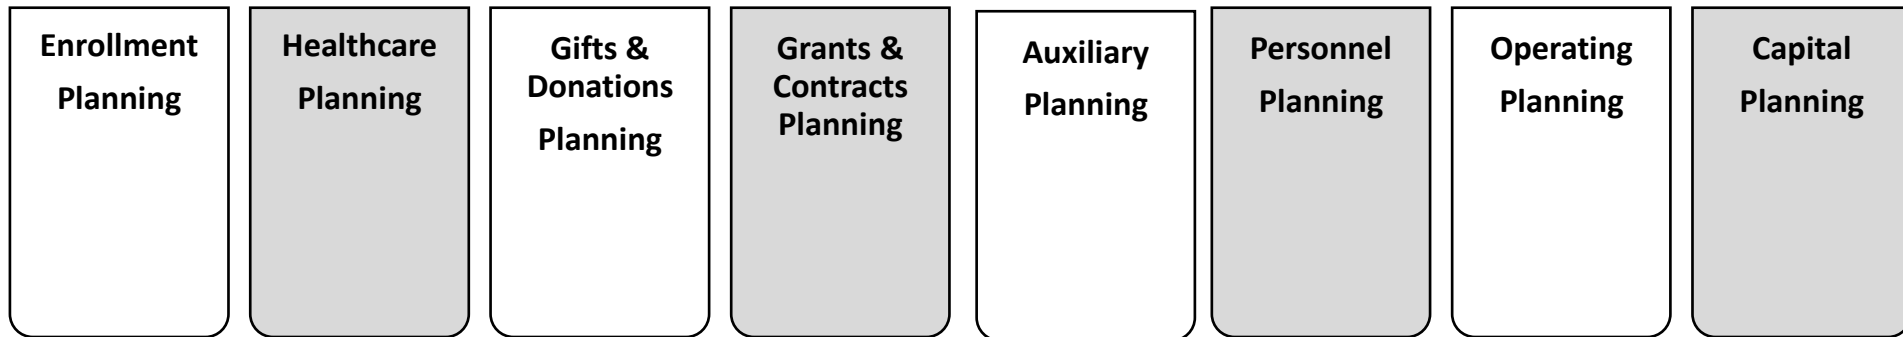 Enrollment
Planning
Healthcare
Planning
Gifts &
Donations
Planning
Grants &
Contracts
Planning
Auxiliary
Planning
Personnel
Planning
Operating
Planning
Capital
Planning